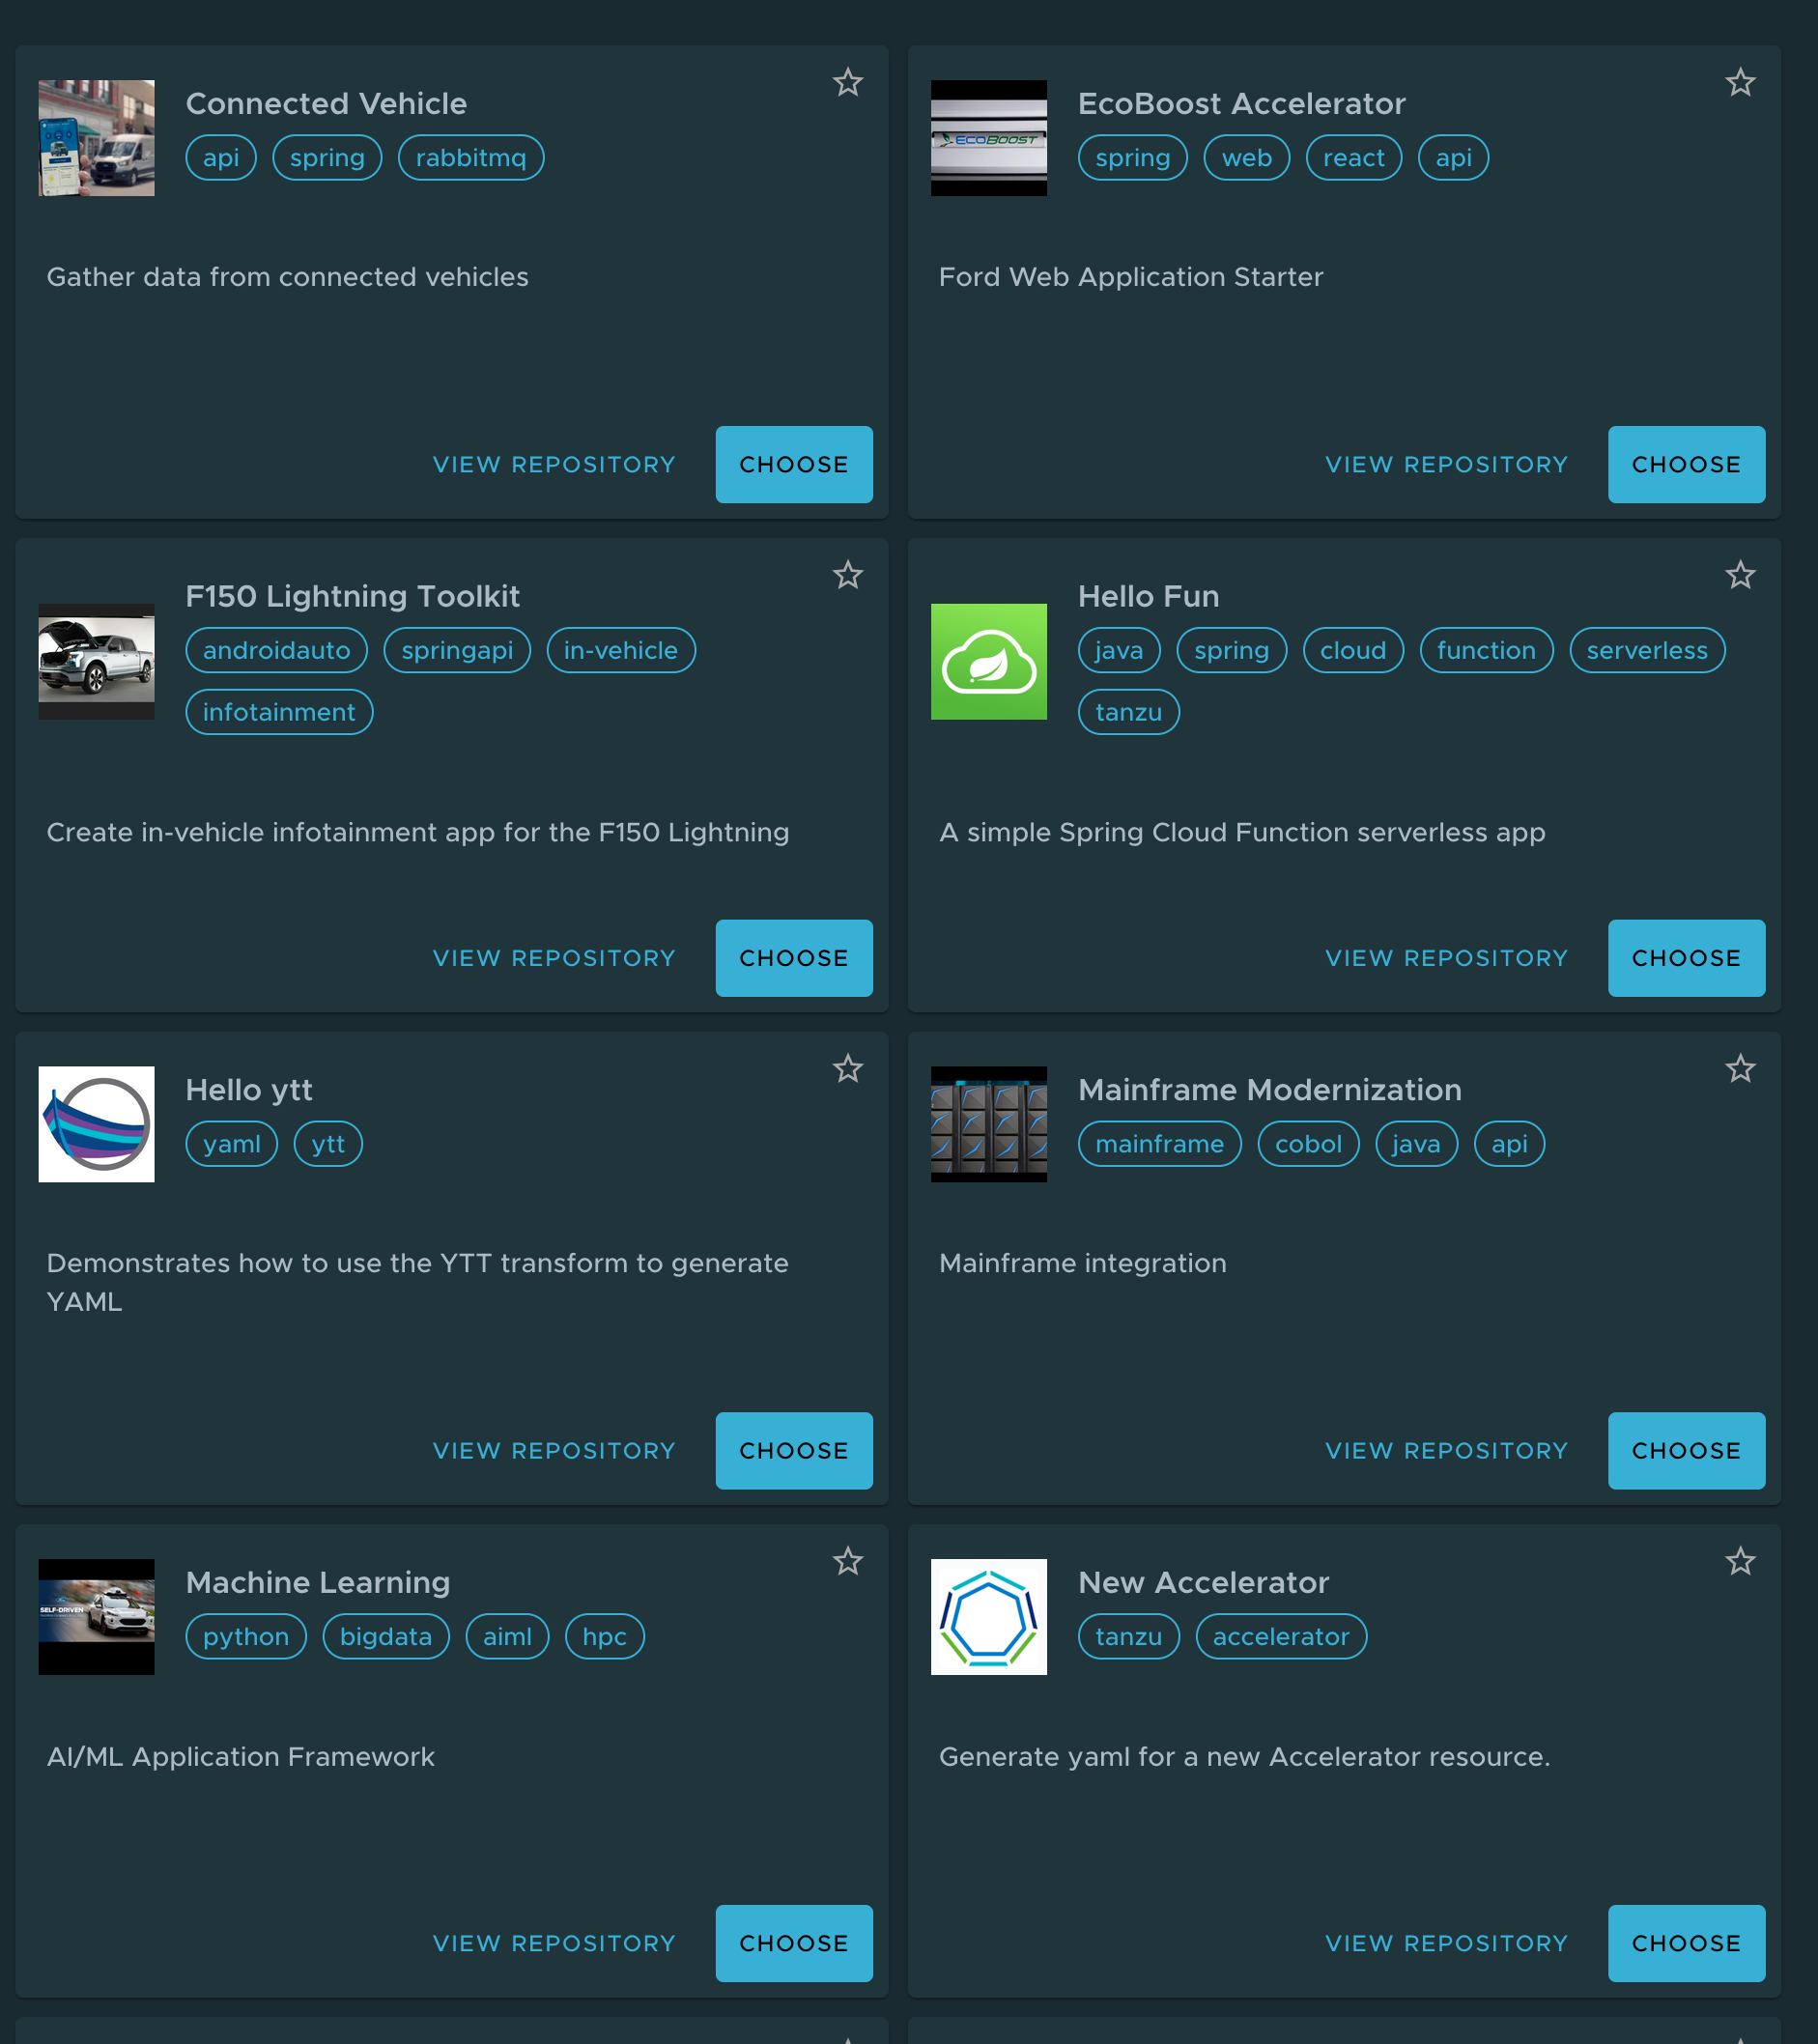 Connected Vehicle
api spring rabbitmq
Gather data from connected vehicles
VIEW REPOSITORY CHOOSE
ECOBOOST
EcoBoost Accelerator
spring web react api
Ford Web Application Starter
VIEW REPOSITORY CHOOSE
F150 Lightning Toolkit
androidauto springapi in-vehicle
infotainment
Create in-vehicle infotainment app for the F150 Lightning
VIEW REPOSITORY CHOOSE
Hello Fun
java spring cloud function serverless
tanzu
A simple Spring Cloud Function serverless app
VIEW REPOSITORY CHOOSE
Hello ytt
yaml ytt
Demonstrates how to use the YTT transform to generate
YAML
VIEW REPOSITORY CHOOSE
Mainframe Modernization
mainframe cobol java api
Mainframe integration
VIEW REPOSITORY CHOOSE
SELF-DRIVEN
Machine Learning
python bigdata aiml hpc
AI/ML Application Framework
VIEW REPOSITORY CHOOSE
New Accelerator
tanzu accelerator
Generate yaml for a new Accelerator resource.
VIEW REPOSITORY CHOOSE